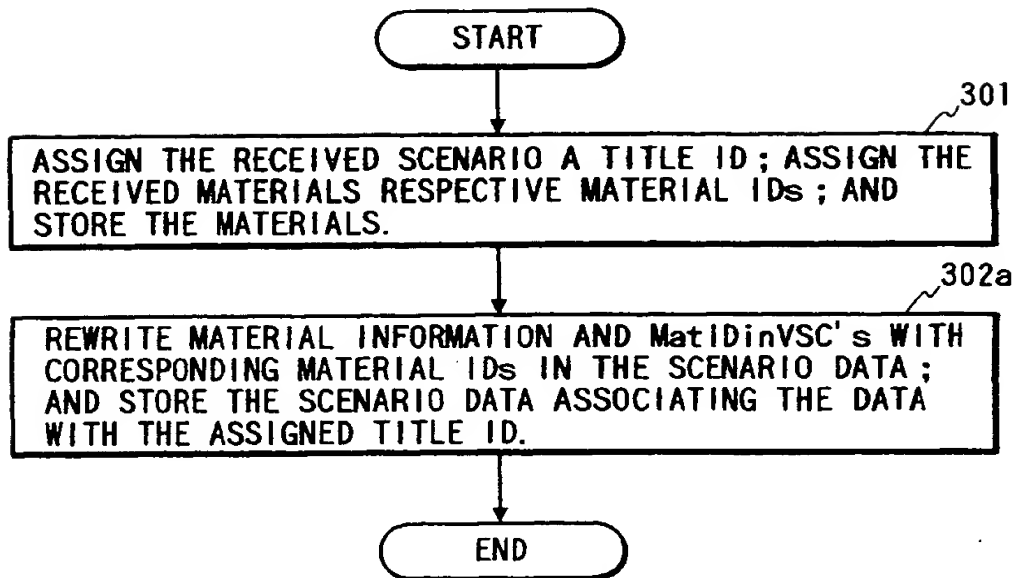 START
301
ASSIGN THE RECEIVED SCENARIO A TITLE ID; ASSIGN THE
RECEIVED MATERIALS RESPECTIVE MATERIAL IDs; AND
STORE THE MATERIALS.
302a
REWRITE MATERIAL INFORMATION AND MatIDinVSC's WITH
CORRESPONDING MATERIAL IDs IN THE SCENARIO DATA;
AND STORE THE SCENARIO DATA ASSOCIATING THE DATA
WITH THE ASSIGNED TITLE ID.
END